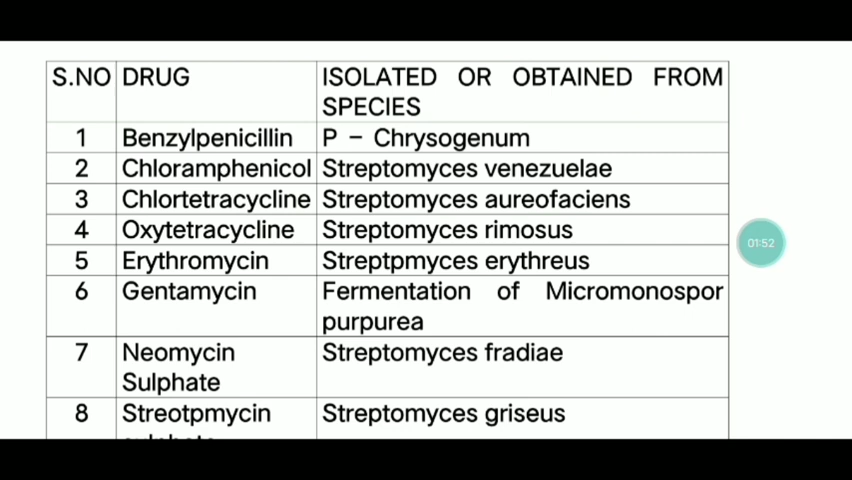 S.NO DRUG ISOLATED OR OBTAINED FROM
SPECIES
1 Benzylpenicillin P – Chrysogenum
2 Chloramphenicol Streptomyces venezuelae
3 Chlortetracycline Streptomyces aureofaciens
4 Oxytetracycline Streptomyces rimosus
5 Erythromycin Streptpmyces erythreus
6 Gentamycin Fermentation of Micromonospor
purpurea
7 Neomycin Streptomyces fradiae
Sulphate
8 Streotpmycin Streptomyces griseus
01:52